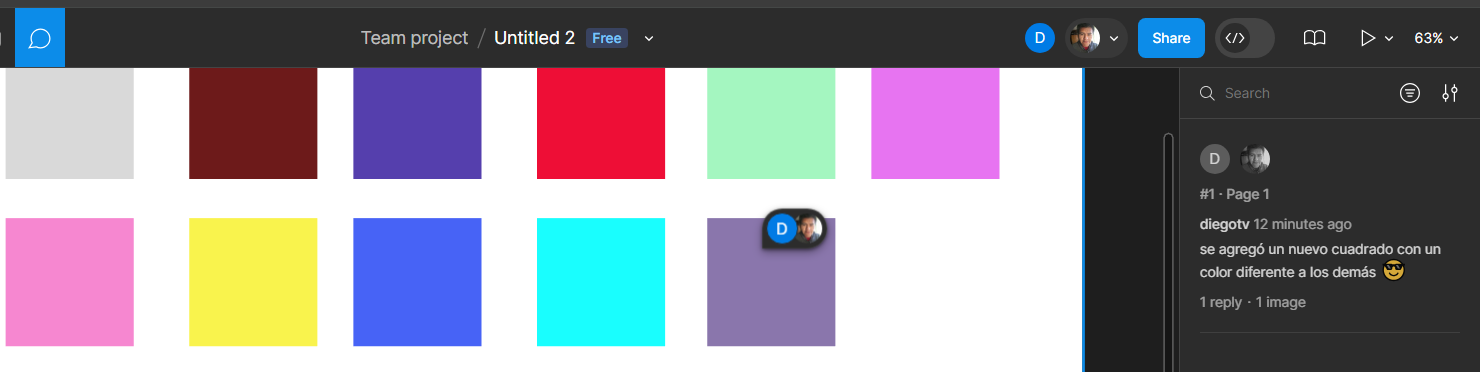 Team project / Untitled 2 Free
D
Share
63%
Search
D
#1 · Page 1
diegotv 12 minutes ago
se agregó un nuevo cuadrado con un
color diferente a los demás 😎
1 reply · 1 image
D